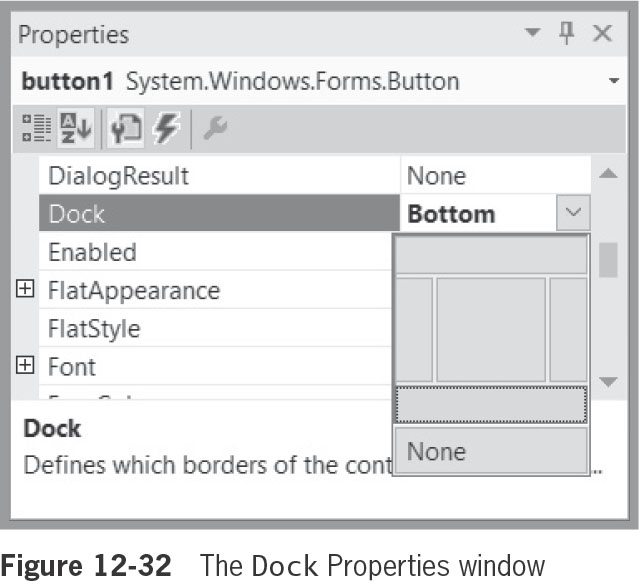 Properties
button1 System.Windows.Forms.Button
DialogResult None
Dock Bottom
Enabled
FlatAppearance
FlatStyle
Font
None
Dock
Defines which borders of the cont...
Figure 12-32 The Dock Properties window